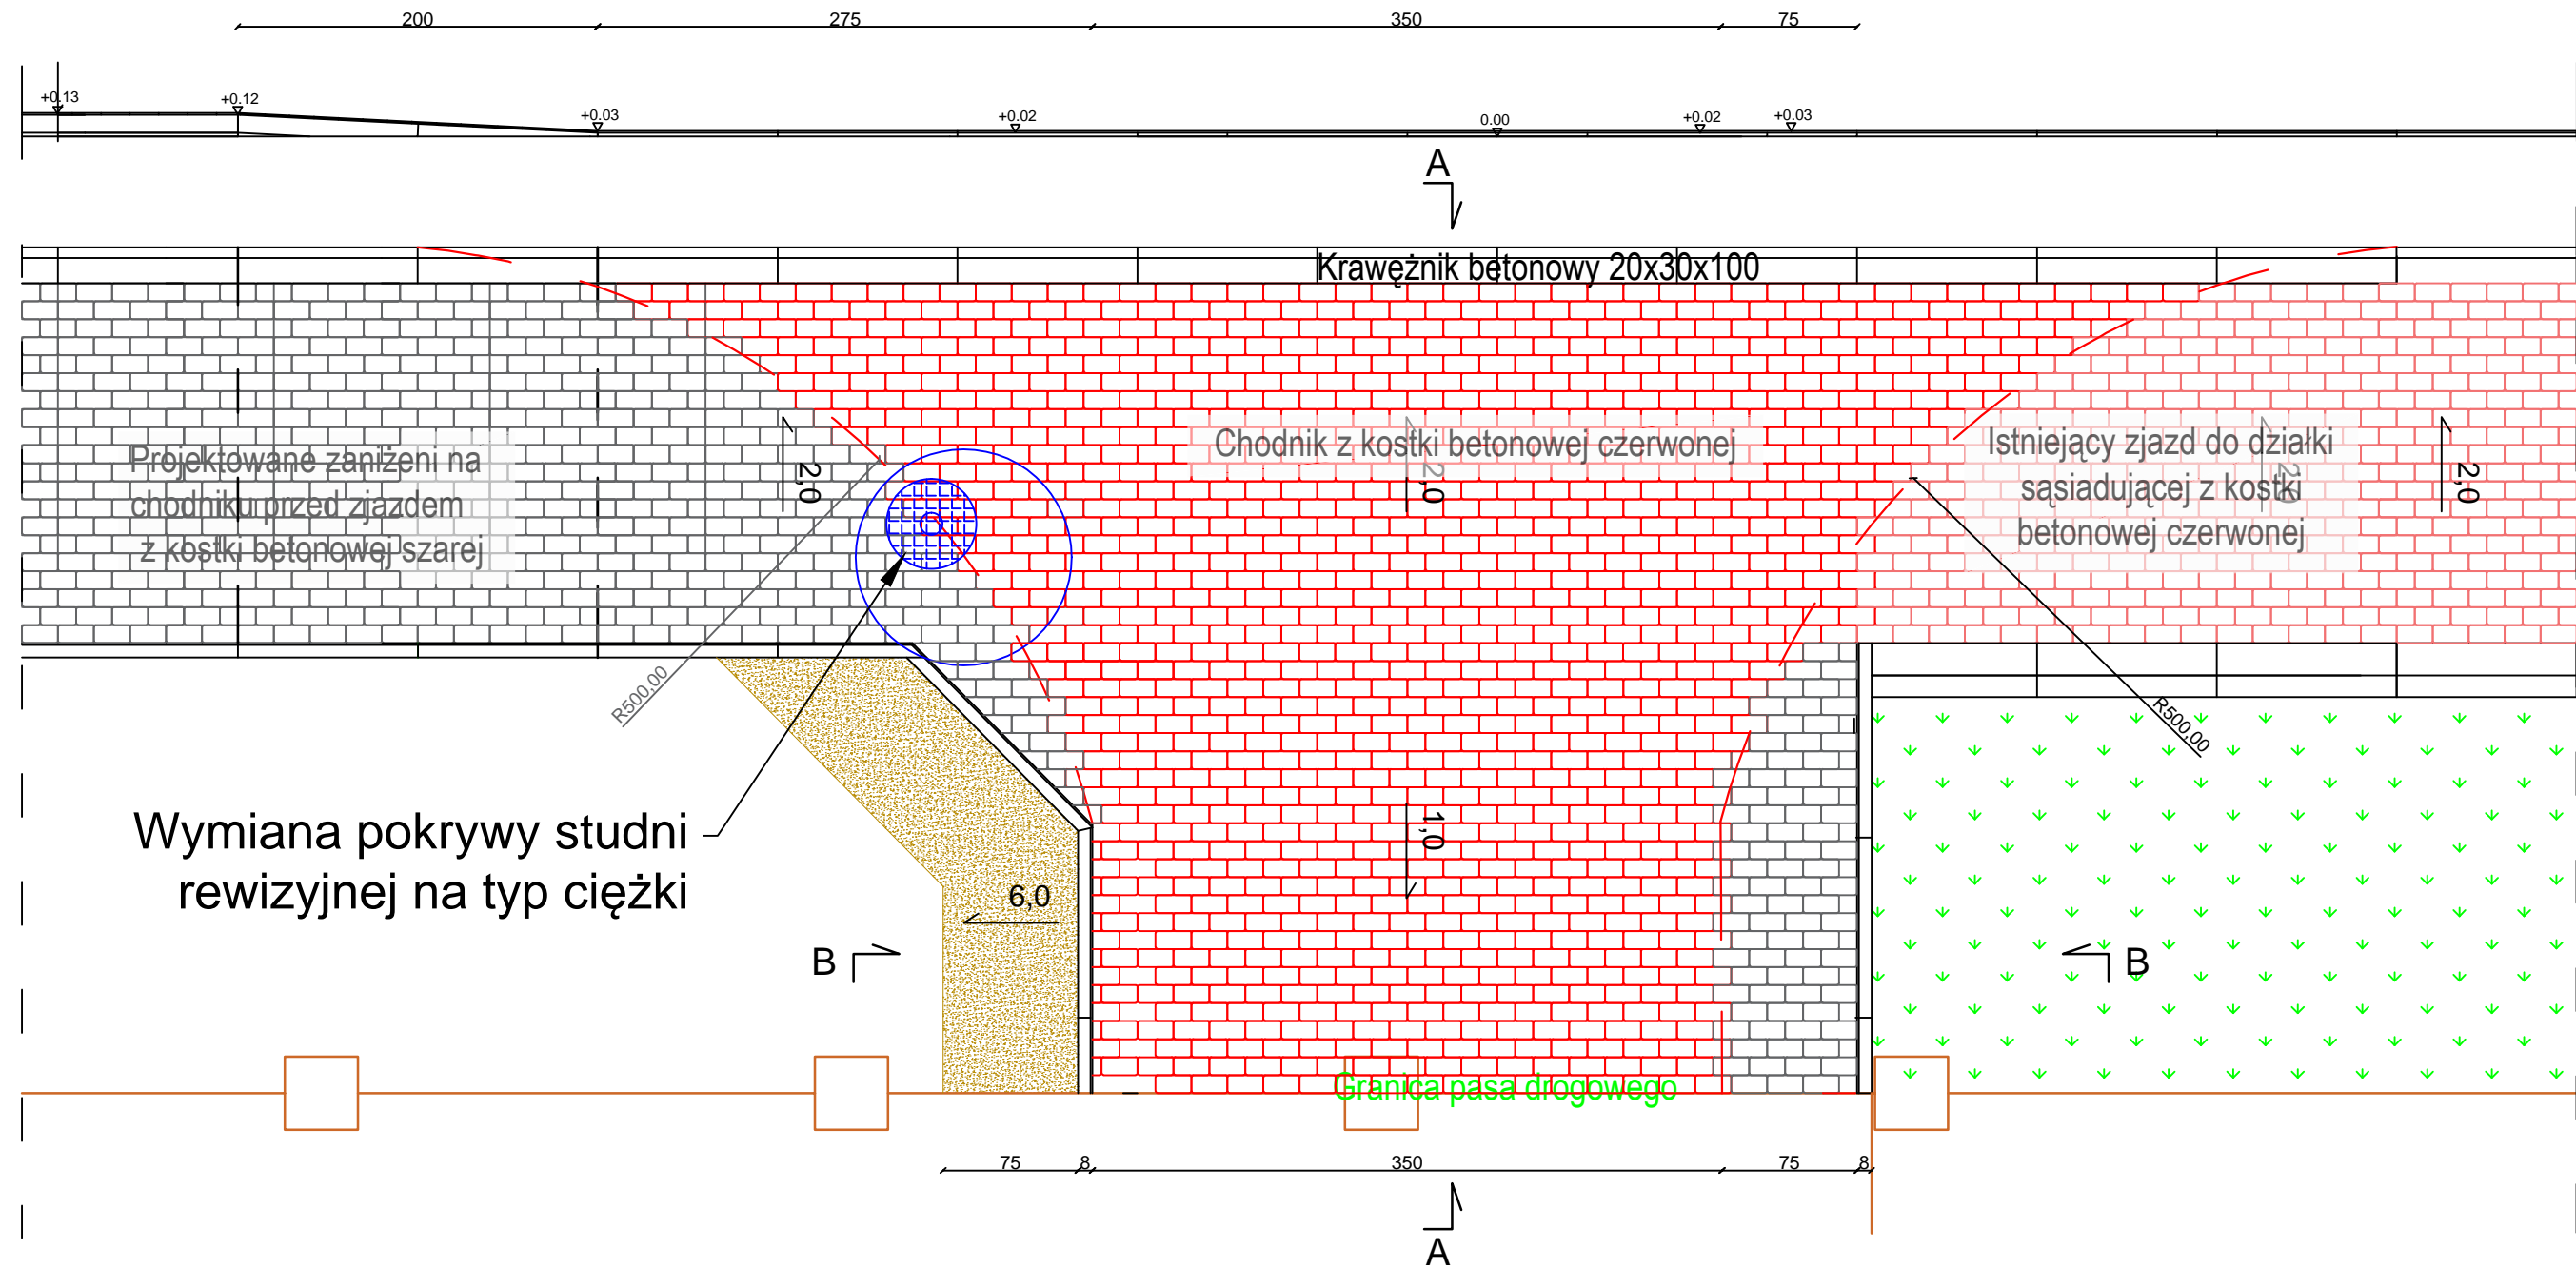 200 275 350 75
+0.13 +0.12 +0.03 +0.02 0.00 +0.02 +0.03
A
Krawężnik betonowy 20x30x100
Projektowane zaniżeni na
chodniku przed zjazdem
z kostki betonowej szarej
2,0
Chodnik z kostki betonowej czerwonej
2,0
Istniejący zjazd do działki
sąsiadującej z kostki
betonowej czerwonej
2,0
2,0
R500,00
R500,00
Wymiana pokrywy studni
rewizyjnej na typ ciężki
6,0
1,0
B
B
Granica pasa drogowego
75 8 350 75 8
A